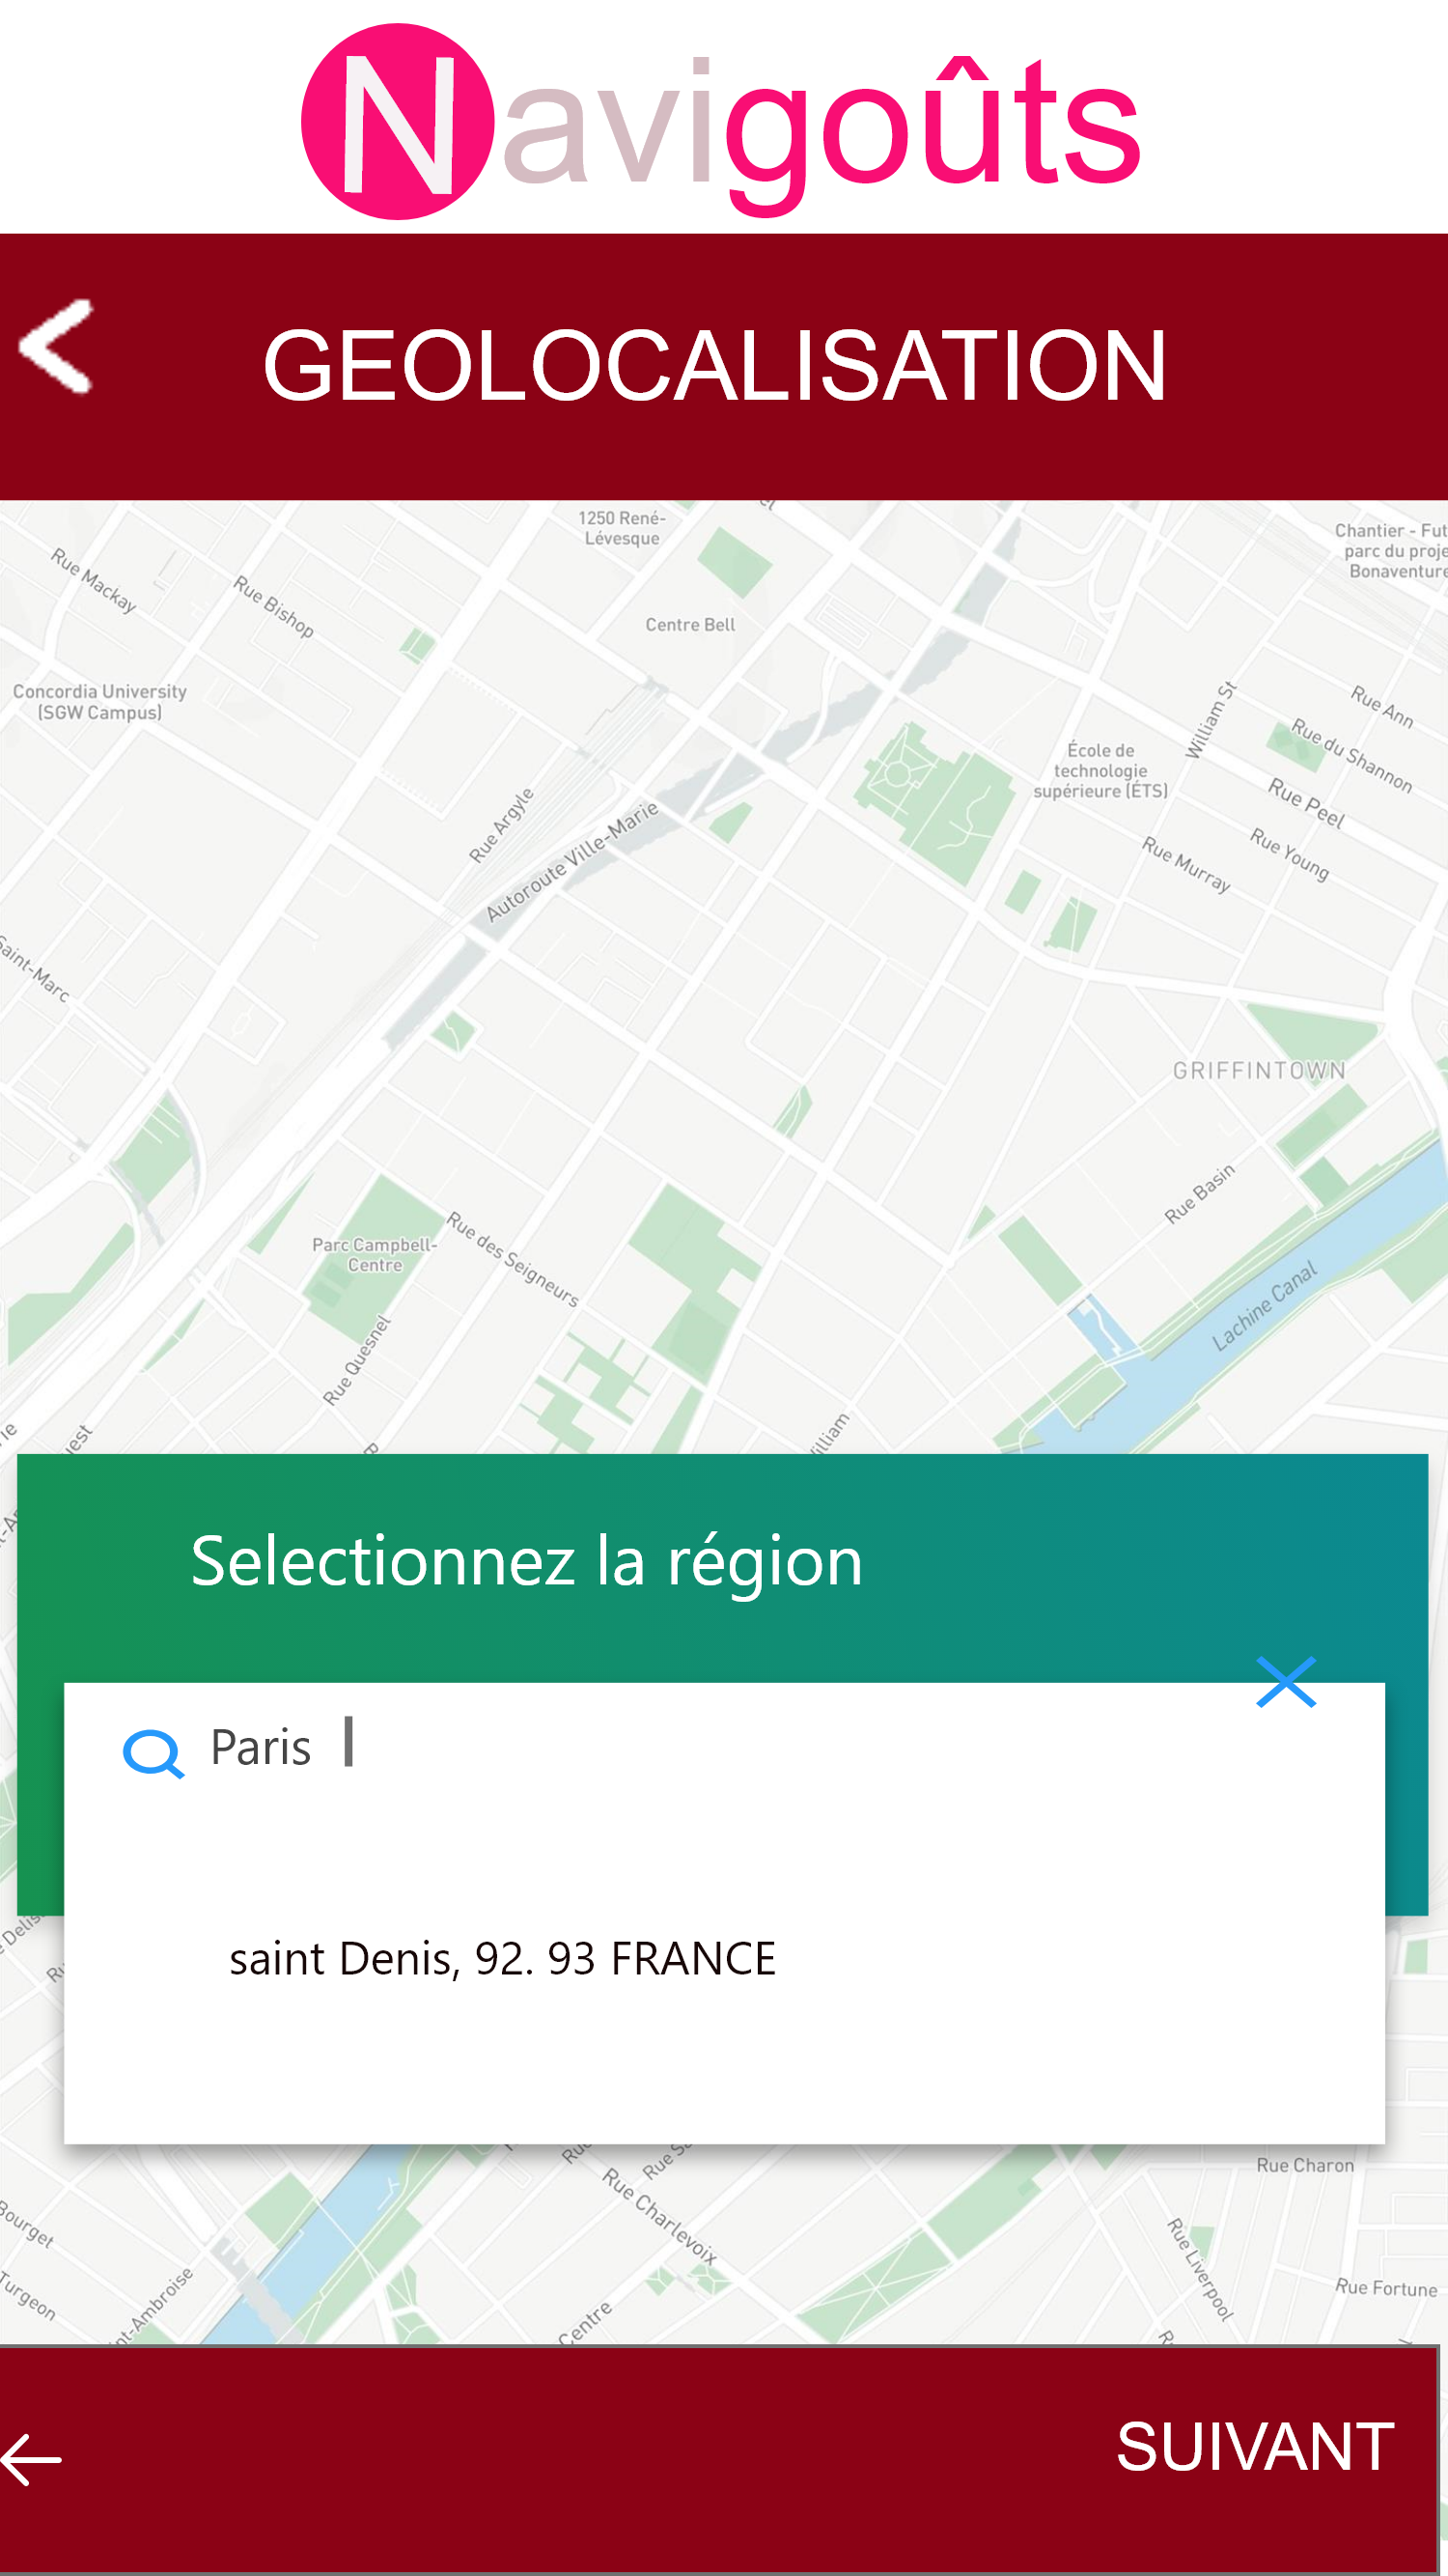 Navigoûts
GEOLOCALISATION
1250 René-
Lévesque
Chantier - Fut
parc du proje
Bonaventure
Rue Mackay
Rue Bishop
Centre Bell
Concordia University
(SGW Campus)
William St
Rue Ann
Rue du Shannon
École de
technologie
supérieure (ÉTS)
Rue Peel
Rue Argyle
Autoroute Ville-Marie
Rue Murray
Rue Young
Saint-Marc
GRIFFINTOWN
Rue Basin
Parc Campbell-
Centre
Rue des Seigneurs
Lachine Canal
Rue Quesnel
illiam
Selectionnez la région
Paris
saint Denis, 92. 93 FRANCE
Rue Charon
Rue Charlevoix
Bourget
Turgeon
nt-Ambroise
Centre
Rue Liverpool
Rue Fortune
SUIVANT